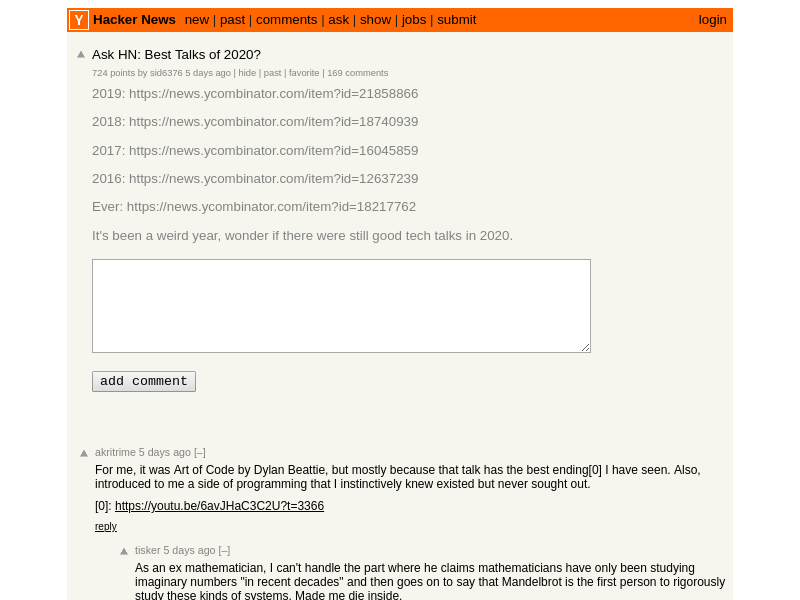 Y Hacker News new | past | comments | ask | show | jobs | submit login
Ask HN: Best Talks of 2020?
724 points by sid6376 5 days ago | hide | past | favorite | 169 comments
2019: https://news.ycombinator.com/item?id=21858866
2018: https://news.ycombinator.com/item?id=18740939
2017: https://news.ycombinator.com/item?id=16045859
2016: https://news.ycombinator.com/item?id=12637239
Ever: https://news.ycombinator.com/item?id=18217762
It's been a weird year, wonder if there were still good tech talks in 2020.
add comment
akritrime 5 days ago [–]
For me, it was Art of Code by Dylan Beattie, but mostly because that talk has the best ending[0] I have seen. Also,
introduced to me a side of programming that I instinctively knew existed but never sought out.
[0]: https://youtu.be/6avJHaC3C2U?t=3366
reply
tisker 5 days ago [–]
As an ex mathematician, I can't handle the part where he claims mathematicians have only been studying
imaginary numbers "in recent decades" and then goes on to say that Mandelbrot is the first person to rigorously
study these kinds of systems. Made me die inside.